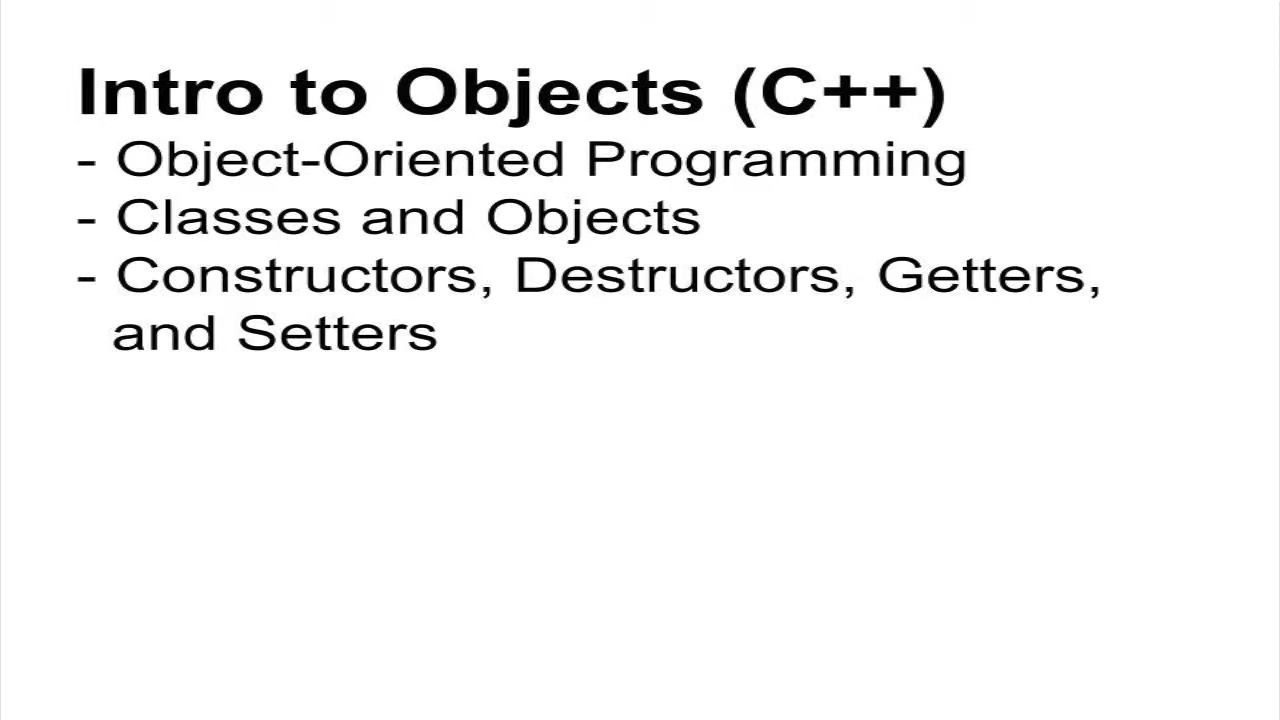 Intro to Objects (C++)
- Object-Oriented Programming
- Classes and Objects
- Constructors, Destructors, Getters,
and Setters